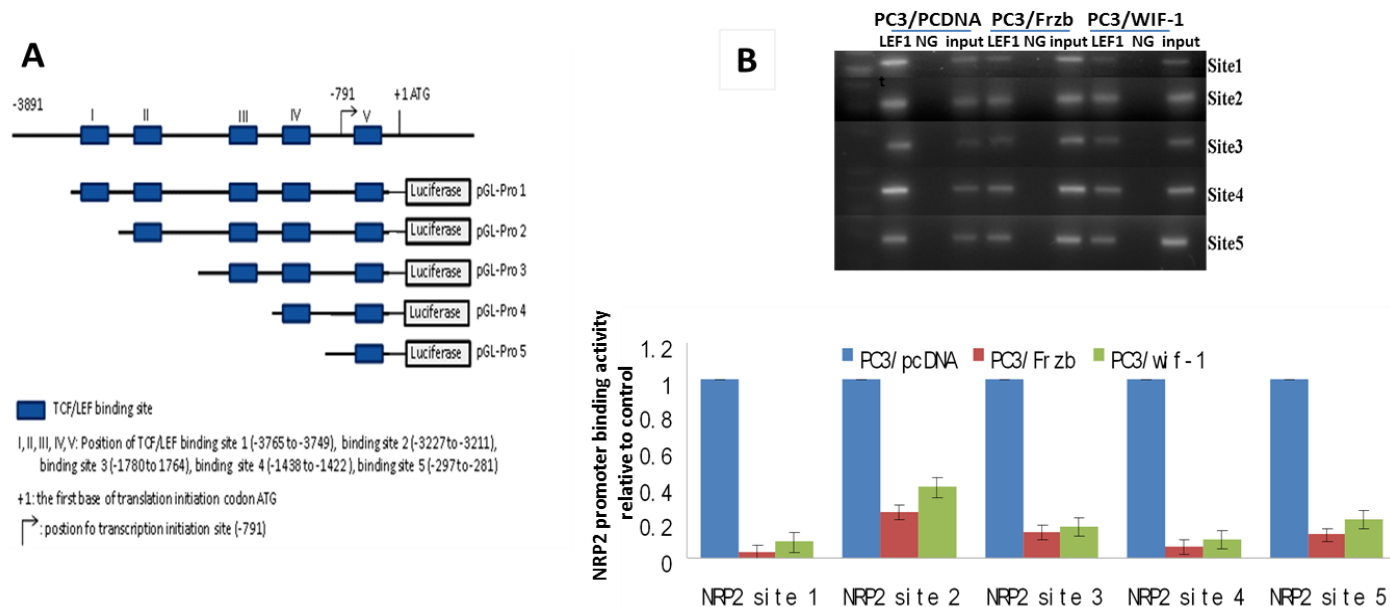 A
-3891
-791
+1 ATG
I II III IV V
Luciferase pGL-Pro 1
Luciferase pGL-Pro 2
Luciferase pGL-Pro 3
Luciferase pGL-Pro 4
Luciferase pGL-Pro 5
TCF/LEF binding site
I, II, III, IV, V: Position of TCF/LEF binding site 1 (-3765 to -3749), binding site 2 (-3227 to -3211),
binding site 3 (-1780 to 1764), binding site 4 (-1438 to -1422), binding site 5 (-297 to -281)
+1: the first base of translation initiation codon ATG
: postion fo transcription initiation site (-791)
B
PC3/PCDNA PC3/Frzb PC3/WIF-1
LEF1 NG input LEF1 NG input LEF1 NG input
t
Site1
Site2
Site3
Site4
Site5
NRP2 promoter binding activity
relative to control
1.2
1
0.8
0.6
0.4
0.2
0
PC3/ pcDNA PC3/ Frzb PC3/ wif-1
NRP2 site 1 NRP2 site 2 NRP2 site 3 NRP2 site 4 NRP2 site 5